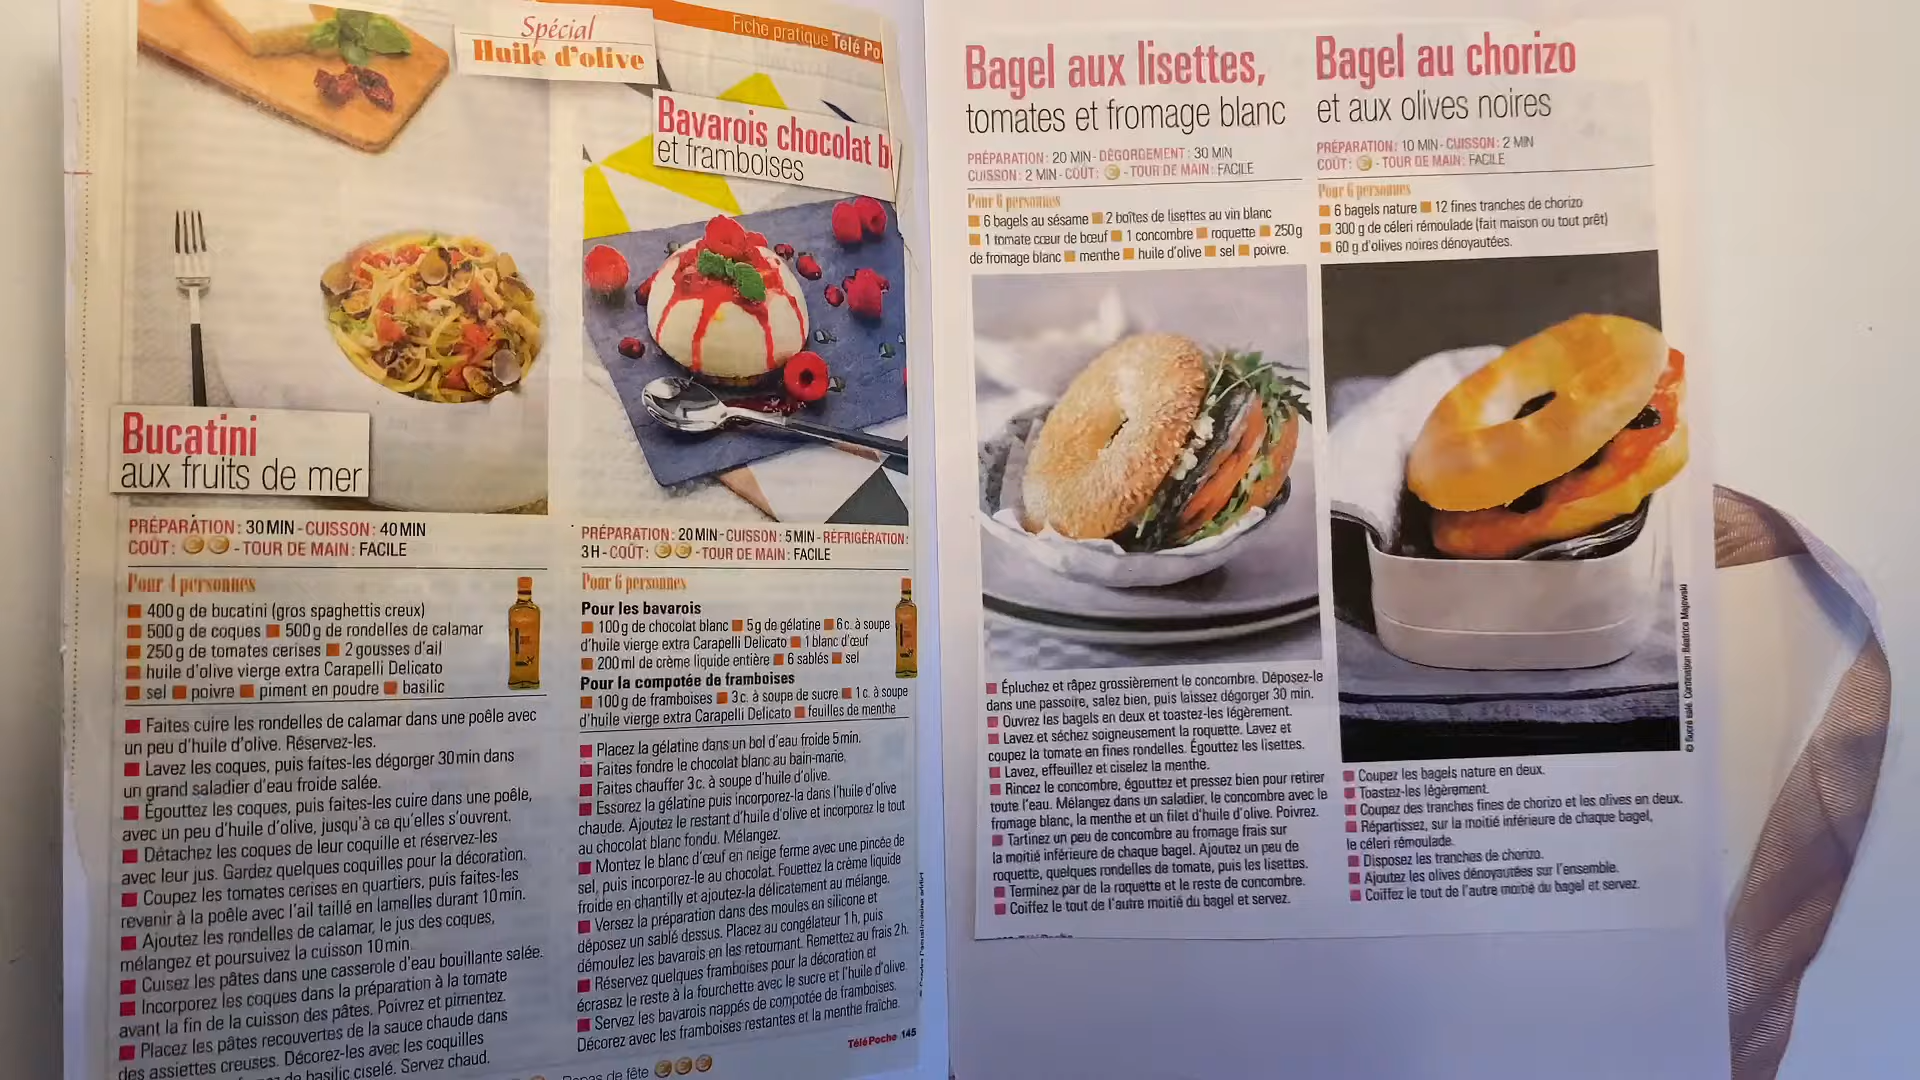 Spécial
Huile d'olive
Fiche pratique Télé Po
Bucatini
aux fruits de mer
PRÉPARATION : 30 MIN - CUISSON : 40 MIN
COÛT : - TOUR DE MAIN : FACILE
Pour 4 personnes
400 g de bucatini (gros spaghettis creux)
500 g de coques 500 g de rondelles de calamar
250 g de tomates cerises 2 gousses d'ail
huile d'olive vierge extra Carapelli Delicato
sel poivre piment en poudre basilic
Faites cuire les rondelles de calamar dans une poêle avec
un peu d'huile d'olive. Réservez-les.
Lavez les coques, puis faites-les dégorger 30 min dans
un grand saladier d'eau froide salée.
Égouttez les coques, puis faites-les cuire dans une poêle,
avec un peu d'huile d'olive, jusqu'à ce qu'elles s'ouvrent.
Détachez les coques de leur coquille et réservez-les
avec leur jus. Gardez quelques coquilles pour la décoration.
Coupez les tomates cerises en quartiers, puis faites-les
revenir à la poêle avec l'ail taillé en lamelles durant 10 min.
Ajoutez les rondelles de calamar, le jus des coques,
mélangez et poursuivez la cuisson 10 min.
Cuisez les pâtes dans une casserole d'eau bouillante salée.
Incorporez les coques dans la préparation à la tomate
avant la fin de la cuisson des pâtes. Poivrez et pimentez.
Placez les pâtes recouvertes de la sauce chaude dans
des assiettes creuses. Décorez-les avec les coquilles
de basilic ciselé. Servez chaud.
Bavarois chocolat b
et framboises
PRÉPARATION : 20 MIN - CUISSON : 5 MIN - RÉFRIGÉRATION :
3 H - COÛT : - TOUR DE MAIN : FACILE
Pour 6 personnes
Pour les bavarois
100 g de chocolat blanc 5 g de gélatine 6 c. à soupe
d'huile vierge extra Carapelli Delicato 1 blanc d'œuf
200 ml de crème liquide entière 6 sablés sel
Pour la compotée de framboises
100 g de framboises 3 c. à soupe de sucre 1 c. à soupe
d'huile vierge extra Carapelli Delicato feuilles de menthe
Placez la gélatine dans un bol d'eau froide 5 min.
Faites fondre le chocolat blanc au bain-marie.
Faites chauffer 3 c. à soupe d'huile d'olive.
Essorez la gélatine puis incorporez-la dans l'huile d'olive
chaude. Ajoutez le restant d'huile d'olive et incorporez le tout
au chocolat blanc fondu. Mélangez.
Montez le blanc d'œuf en neige ferme avec une pincée de
sel, puis incorporez-le au chocolat. Fouettez la crème liquide
froide en chantilly et ajoutez-la délicatement au mélange.
Versez la préparation dans des moules en silicone et
déposez un sablé dessus. Placez au congélateur 1 h, puis
démoulez les bavarois en les retournant. Remettez au frais 2 h.
Réservez quelques framboises pour la décoration et
écrasez le reste à la fourchette avec le sucre et l'huile d'olive.
Servez les bavarois nappés de compotée de framboises.
Décorez avec les framboises restantes et la menthe fraîche.
Télé Poche 145
Repas de fête
Bagel aux lisettes,
tomates et fromage blanc
PRÉPARATION : 20 MIN - DÉGORGEMENT : 30 MIN
CUISSON : 2 MIN - COÛT : - TOUR DE MAIN : FACILE
Pour 6 personnes
6 bagels au sésame 2 boîtes de lisettes au vin blanc
1 tomate cœur de bœuf 1 concombre roquette 250 g
de fromage blanc menthe huile d'olive sel poivre.
Épluchez et râpez grossièrement le concombre. Déposez-le
dans une passoire, salez bien, puis laissez dégorger 30 min.
Ouvrez les bagels en deux et toastez-les légèrement.
Lavez et séchez soigneusement la roquette. Lavez et
coupez la tomate en fines rondelles. Égouttez les lisettes.
Lavez, effeuillez et ciselez la menthe.
Rincez le concombre, égouttez et pressez bien pour retirer
toute l'eau. Mélangez dans un saladier, le concombre avec le
fromage blanc, la menthe et un filet d'huile d'olive. Poivrez.
Tartinez un peu de concombre au fromage frais sur
la moitié inférieure de chaque bagel. Ajoutez un peu de
roquette, quelques rondelles de tomate, puis les lisettes.
Terminez par de la roquette et le reste de concombre.
Coiffez le tout de l'autre moitié du bagel et servez.
Bagel au chorizo
et aux olives noires
PRÉPARATION : 10 MIN - CUISSON : 2 MIN
COÛT : - TOUR DE MAIN : FACILE
Pour 6 personnes
6 bagels nature 12 fines tranches de chorizo
300 g de céleri rémoulade (fait maison ou tout prêt)
60 g d'olives noires dénoyautées.
Coupez les bagels nature en deux.
Toastez-les légèrement.
Coupez des tranches fines de chorizo et les olives en deux.
Répartissez, sur la moitié inférieure de chaque bagel,
le céleri rémoulade.
Disposez les tranches de chorizo.
Ajoutez les olives dénoyautées sur l'ensemble.
Coiffez le tout de l'autre moitié du bagel et servez.
© Sucré salé. Coordination Béatrice Majewski